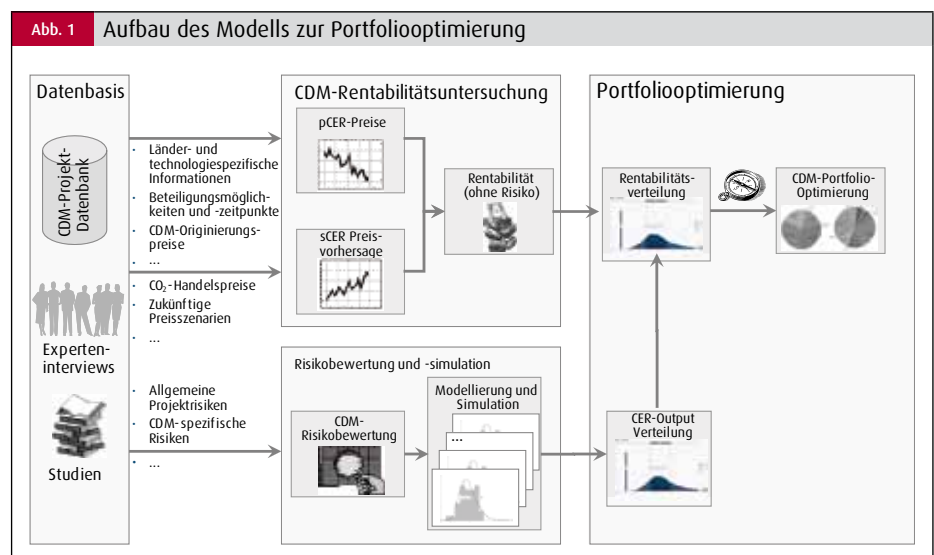 Abb. 1
Aufbau des Modells zur Portfoliooptimierung
Datenbasis
CDM-Projekt-
Datenbank
Experten-
interviews
Studien
· Länder- und
technologiespezifische
Informationen
· Beteiligungsmöglich-
keiten und -zeitpunkte
· CDM-Originierungs-
preise
· ...
· CO₂-Handelspreise
· Zukünftige
Preisszenarien
· ...
· Allgemeine
Projektrisiken
· CDM-spezifische
Risiken
· ...
CDM-Rentabilitätsuntersuchung
pCER-Preise
sCER Preis-
vorhersage
Rentabilität
(ohne Risiko)
Risikobewertung und -simulation
CDM-
Risikobewertung
Modellierung und
Simulation
...
Portfoliooptimierung
Rentabilitäts-
verteilung
CDM-Portfolio-
Optimierung
CER-Output
Verteilung